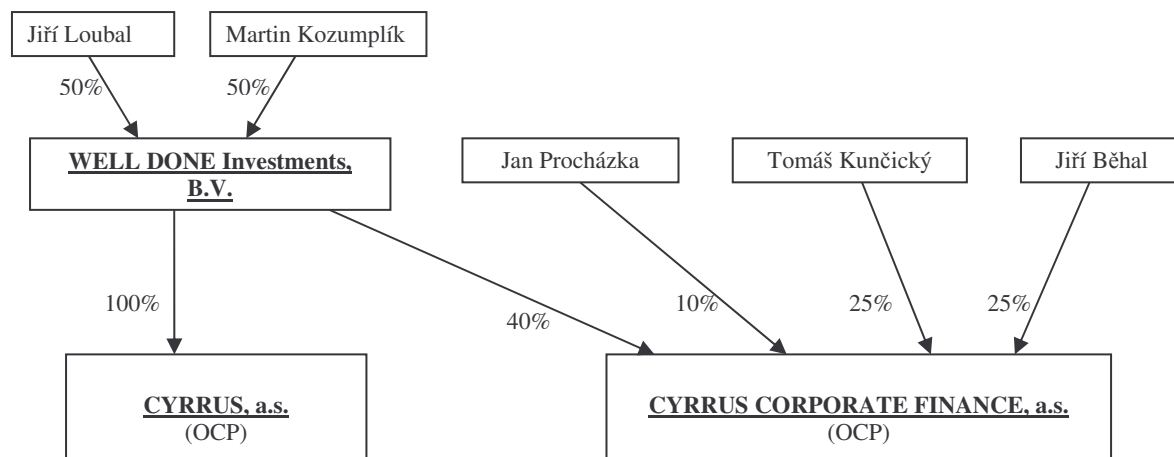 Jiří Loubal
Martin Kozumplík
50%
50%
WELL DONE Investments,
B.V.
Jan Procházka
Tomáš Kunčický
Jiří Běhal
100%
40%
10%
25%
25%
CYRRUS, a.s.
(OCP)
CYRRUS CORPORATE FINANCE, a.s.
(OCP)